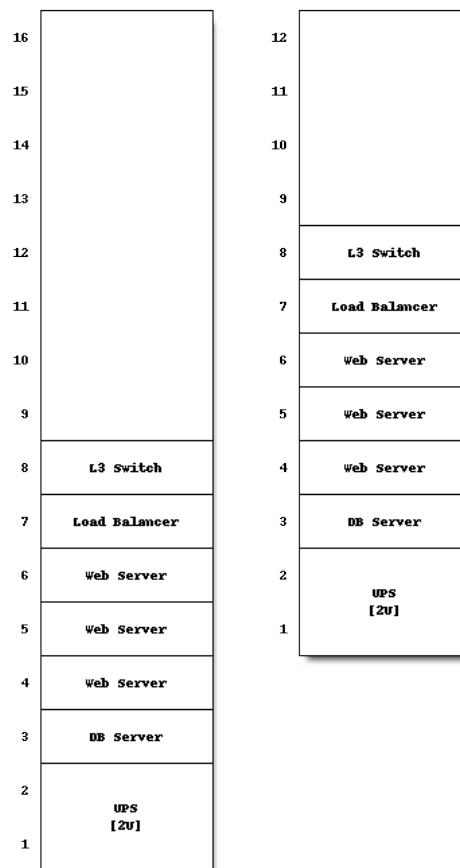 16
15
14
13
12
11
10
9
8 L3 Switch
7 Load Balancer
6 Web Server
5 Web Server
4 Web Server
3 DB Server
2
UPS
[2U]
1
12
11
10
9
8 L3 Switch
7 Load Balancer
6 Web Server
5 Web Server
4 Web Server
3 DB Server
2
UPS
[2U]
1